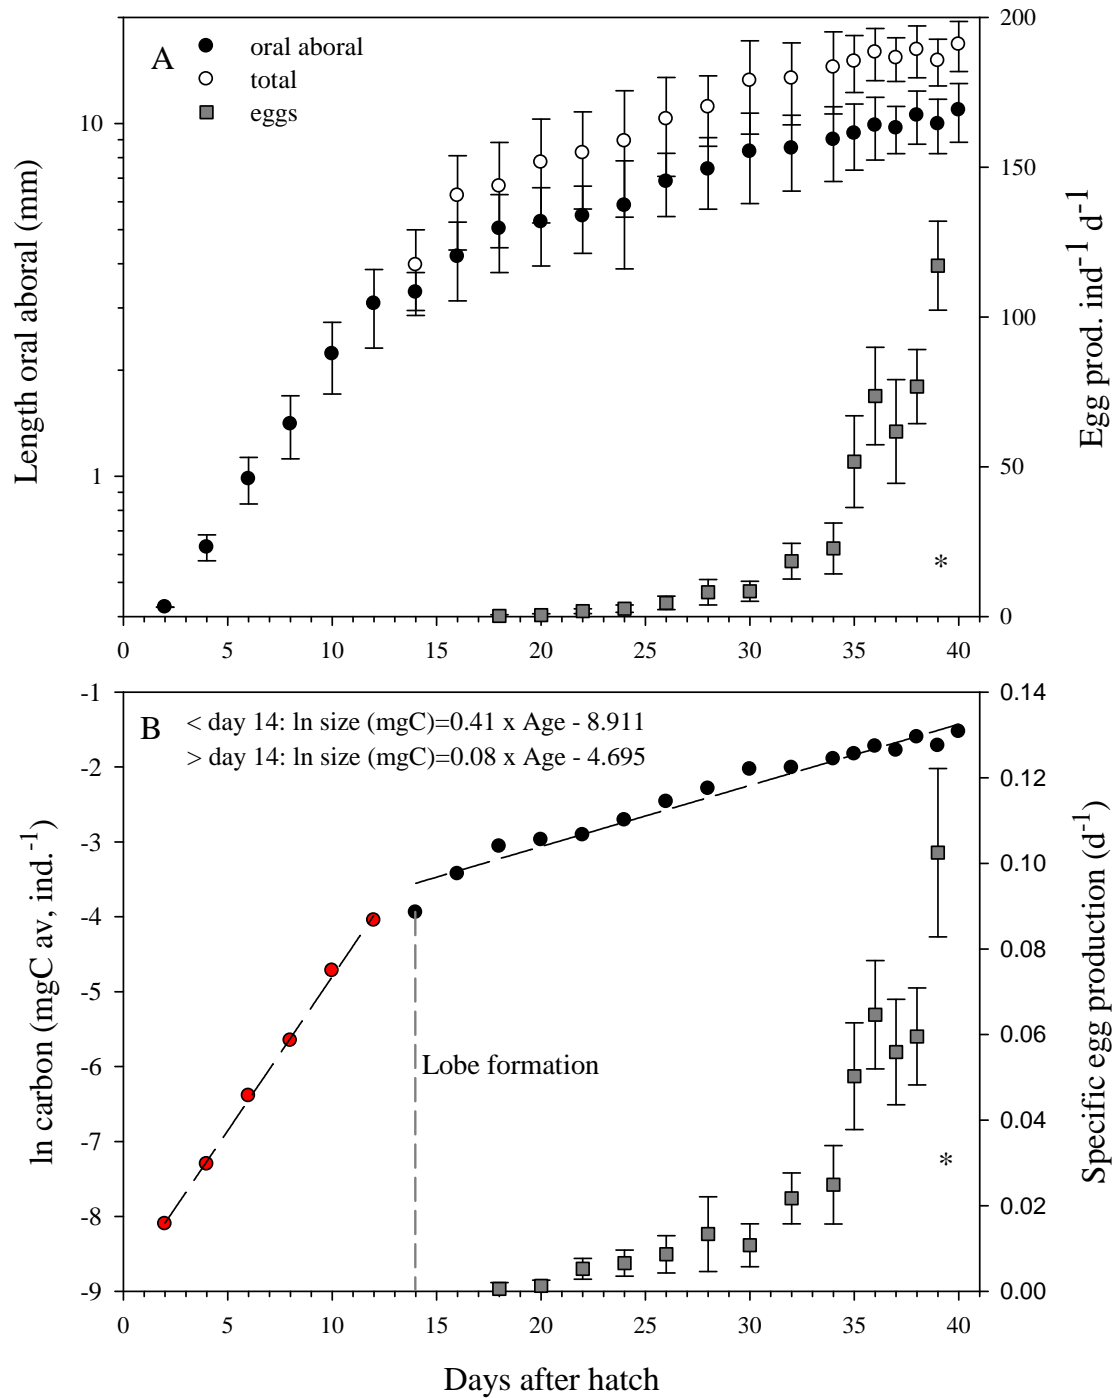 A
oral aboral
total
eggs
Length oral aboral (mm)
10
1
200
150
100
50
0
Egg prod. ind-1 d-1
*
0 5 10 15 20 25 30 35 40
B
< day 14: ln size (mgC)=0.41 x Age - 8.911
> day 14: ln size (mgC)=0.08 x Age - 4.695
ln carbon (mgC av, ind.-1)
-1
-2
-3
-4
-5
-6
-7
-8
-9
Lobe formation
0.14
0.12
0.10
0.08
0.06
0.04
0.02
0.00
Specific egg production (d-1)
*
0 5 10 15 20 25 30 35 40
Days after hatch